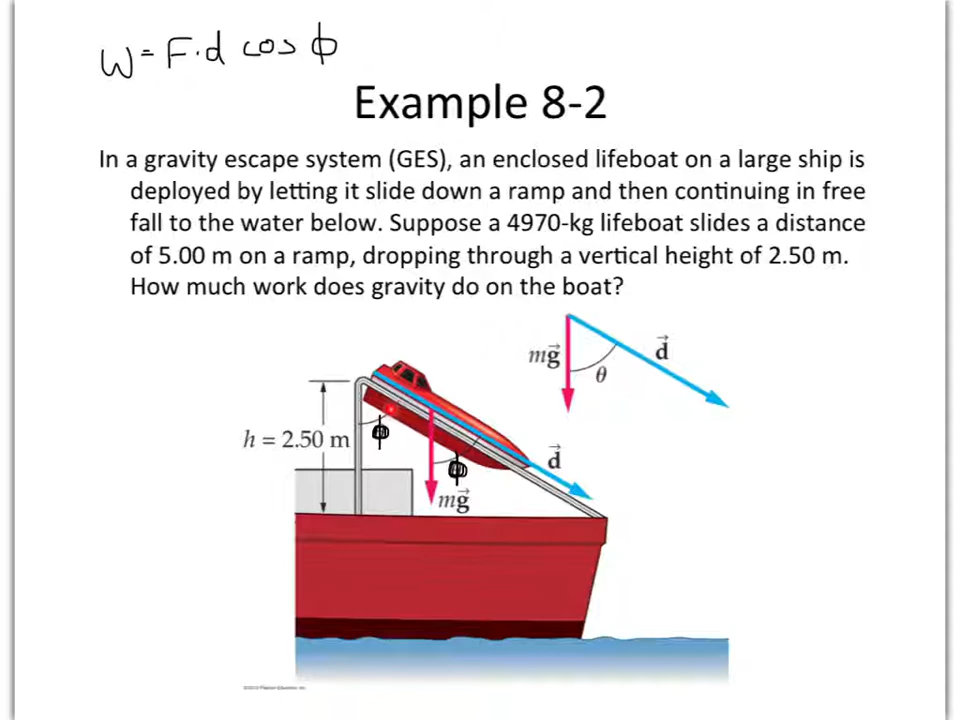 W = F·d cos ϕ
Example 8-2
In a gravity escape system (GES), an enclosed lifeboat on a large ship is
deployed by letting it slide down a ramp and then continuing in free
fall to the water below. Suppose a 4970-kg lifeboat slides a distance
of 5.00 m on a ramp, dropping through a vertical height of 2.50 m.
How much work does gravity do on the boat?
mg⃗
d⃗
θ
h = 2.50 m
ϕ
d⃗
ϕ
mg⃗